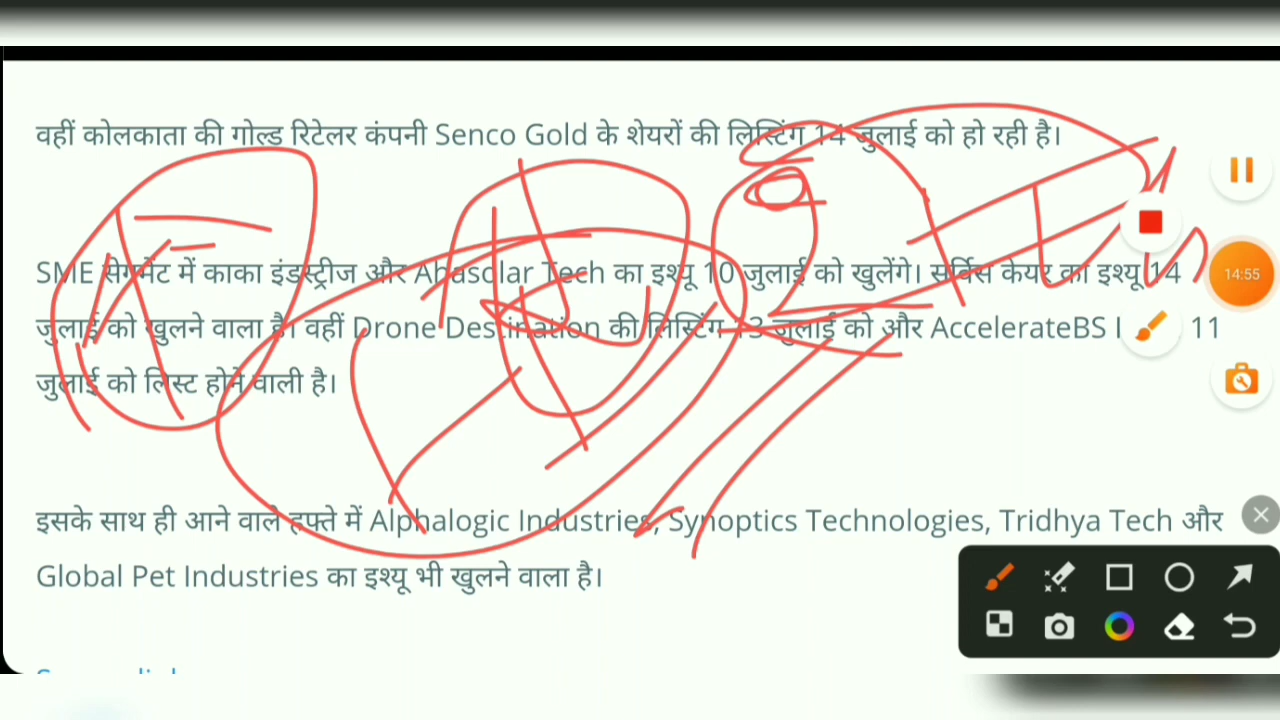 वहीं कोलकाता की गोल्ड रिटेलर कंपनी Senco Gold के शेयरों की लिस्टिंग 14 जुलाई को हो रही है।
SME सेगमेंट में काका इंडस्ट्रीज और Ahasolar Tech का इश्यू 10 जुलाई को खुलेंगे। सर्विस केयर का इश्यू 14
जुलाई को खुलने वाला है। वहीं Drone Destination की लिस्टिंग 13 जुलाई को और AccelerateBS I 11
जुलाई को लिस्ट होने वाली है।
इसके साथ ही आने वाले हफ्ते में Alphalogic Industries, Synoptics Technologies, Tridhya Tech और
Global Pet Industries का इश्यू भी खुलने वाला है।
14:55